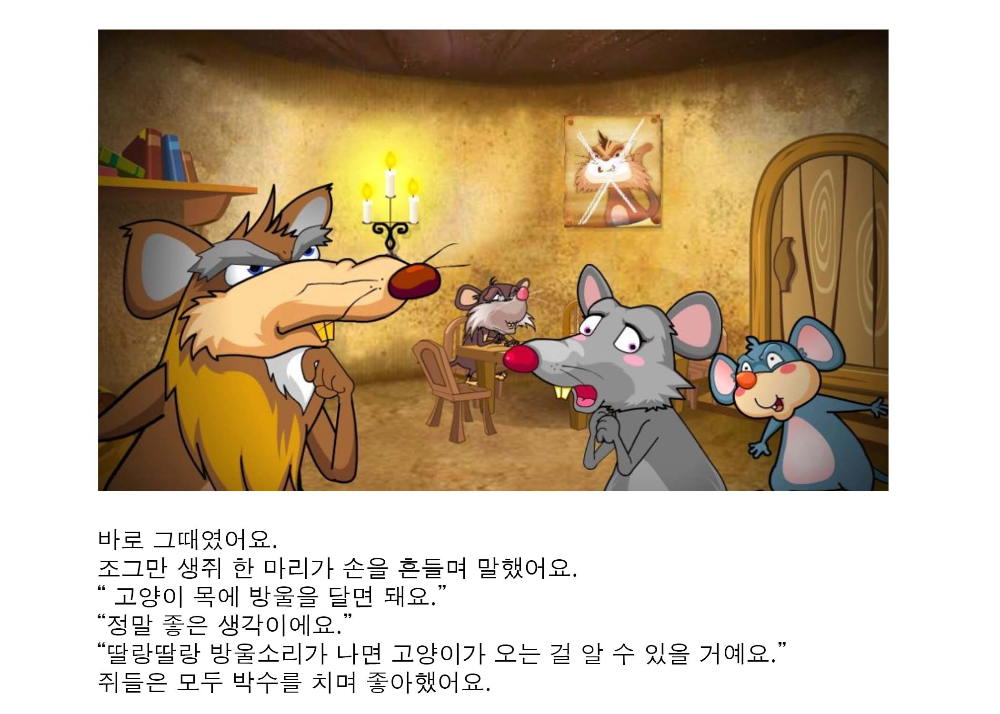 바로 그때였어요.
조그만 생쥐 한 마리가 손을 흔들며 말했어요.
“ 고양이 목에 방울을 달면 돼요.”
“정말 좋은 생각이에요.”
“딸랑딸랑 방울소리가 나면 고양이가 오는 걸 알 수 있을 거예요.”
쥐들은 모두 박수를 치며 좋아했어요.